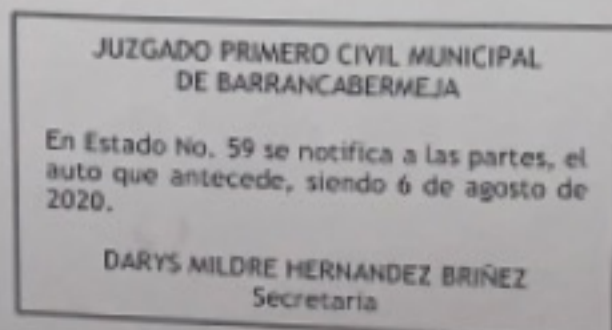 JUZGADO PRIMERO CIVIL MUNICIPAL
DE BARRANCABERMEJA
En Estado No. 59 se notifica a las partes, el
auto que antecede, siendo 6 de agosto de
2020.
DARYS MILDRE HERNANDEZ BRIÑEZ
Secretaria